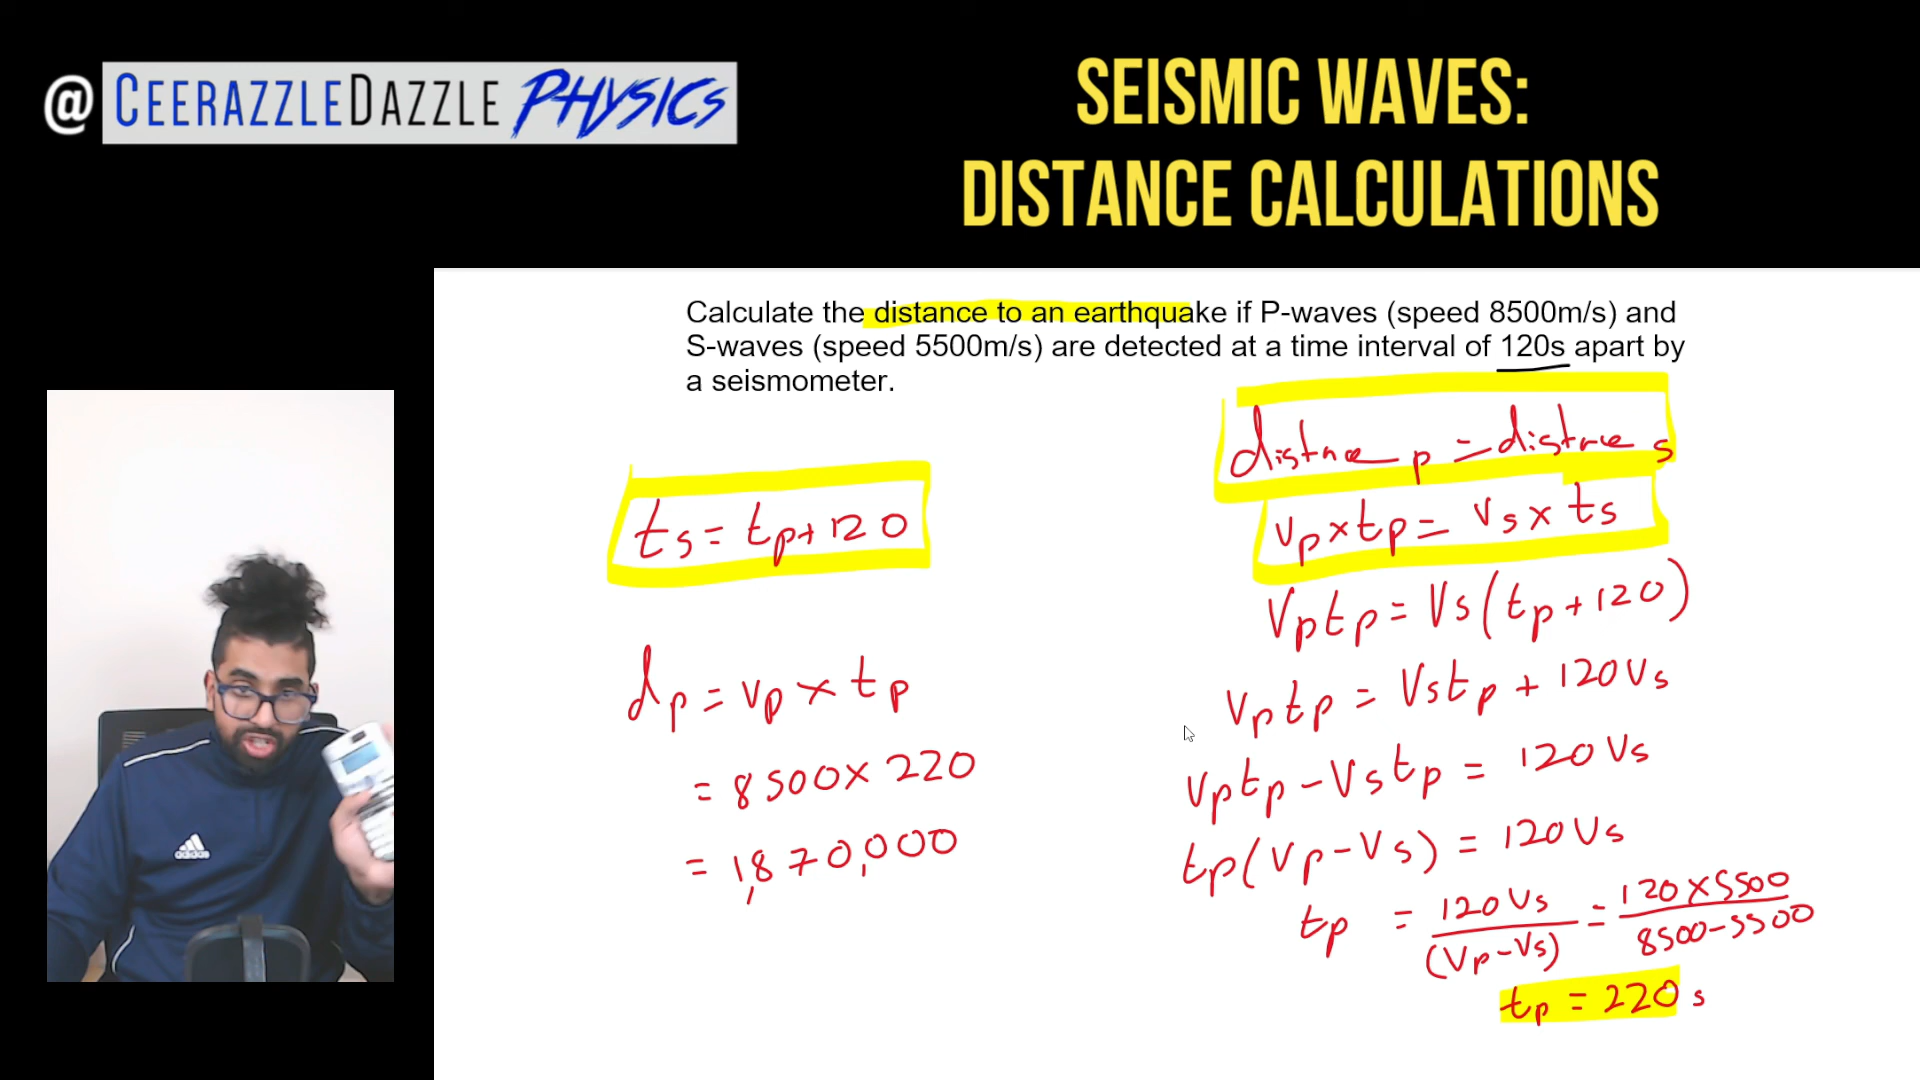 @ CEERAZZLEDAZZLE PHYSICS
SEISMIC WAVES:
DISTANCE CALCULATIONS
Calculate the distance to an earthquake if P-waves (speed 8500m/s) and
S-waves (speed 5500m/s) are detected at a time interval of 120s apart by
a seismometer.
ts = tp+120
dp = vp × tp
= 8500× 220
= 1,870,000
distance p = distance s
vp×tp = vs× ts
Vptp = Vs(tp+120)
Vptp = Vstp + 120Vs
Vptp - Vstp = 120Vs
tp(Vp-Vs) = 120Vs
tp = 120Vs/(Vp-Vs) = 120×5500/8500-5500
tp = 220 s